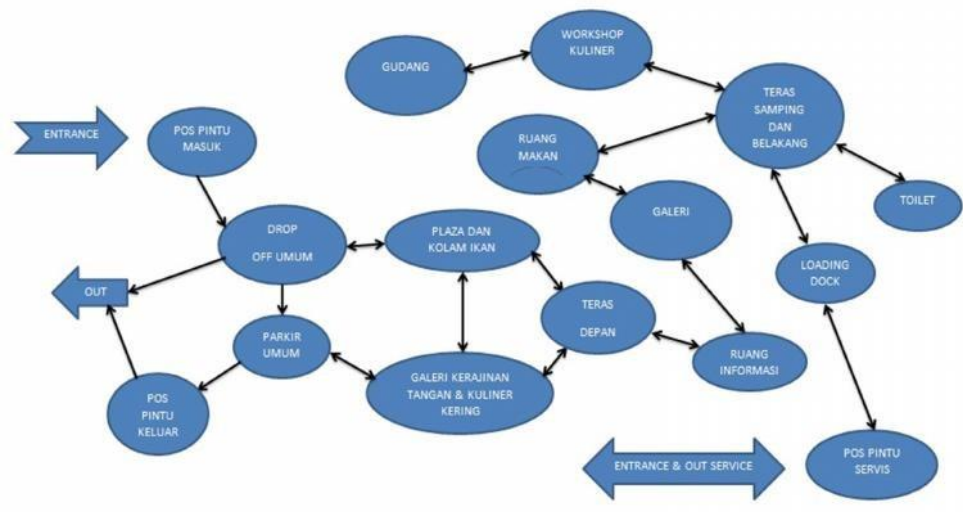 WORKSHOP
KULINER
GUDANG
TERAS
SAMPING
DAN
BELAKANG
ENTRANCE
POS PINTU
MASUK
RUANG
MAKAN
TOILET
GALERI
DROP
OFF UMUM
PLAZA DAN
KOLAM IKAN
LOADING
DOCK
OUT
TERAS
DEPAN
PARKIR
UMUM
RUANG
INFORMASI
GALERI KERAJINAN
TANGAN & KULINER
KERING
POS
PINTU
KELUAR
ENTRANCE & OUT SERVICE
POS PINTU
SERVIS